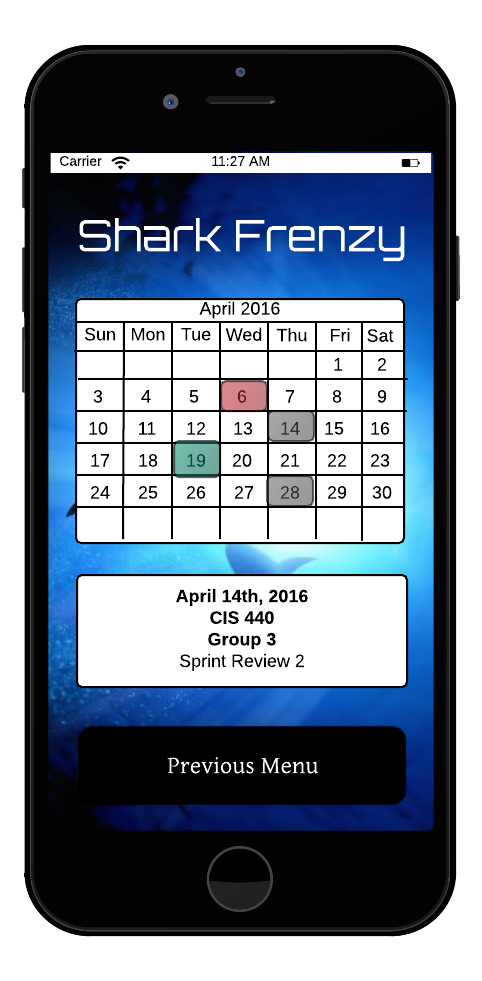 Carrier 11:27 AM
Shark Frenzy
April 2016
Sun Mon Tue Wed Thu Fri Sat
1 2
3 4 5 6 7 8 9
10 11 12 13 14 15 16
17 18 19 20 21 22 23
24 25 26 27 28 29 30
April 14th, 2016
CIS 440
Group 3
Sprint Review 2
Previous Menu